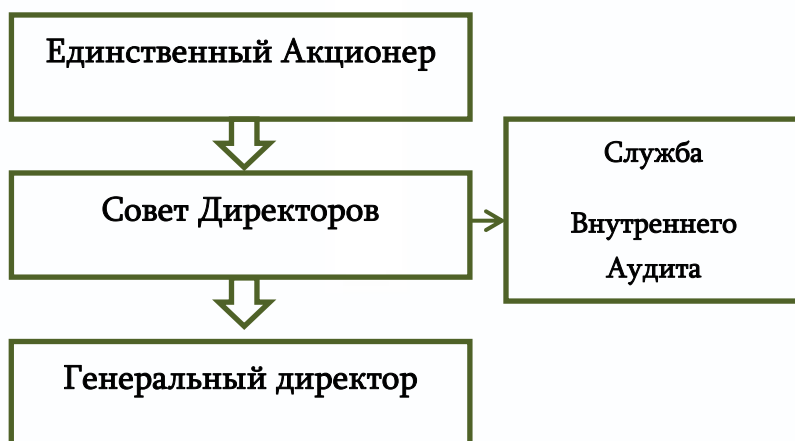 Единственный Акционер
Совет Директоров
Служба
Внутреннего
Аудита
Генеральный директор